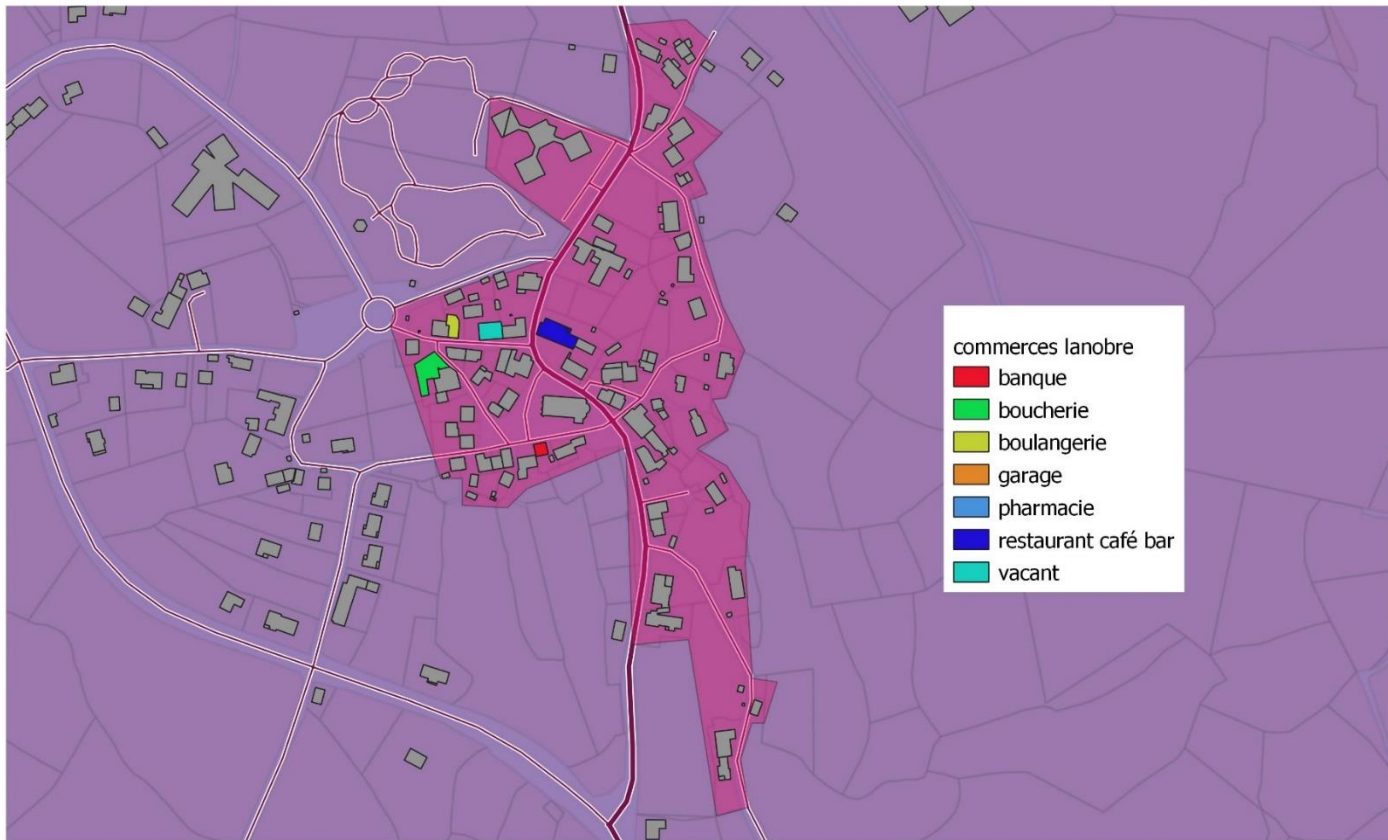 commerces lanobre
banque
boucherie
boulangerie
garage
pharmacie
restaurant café bar
vacant